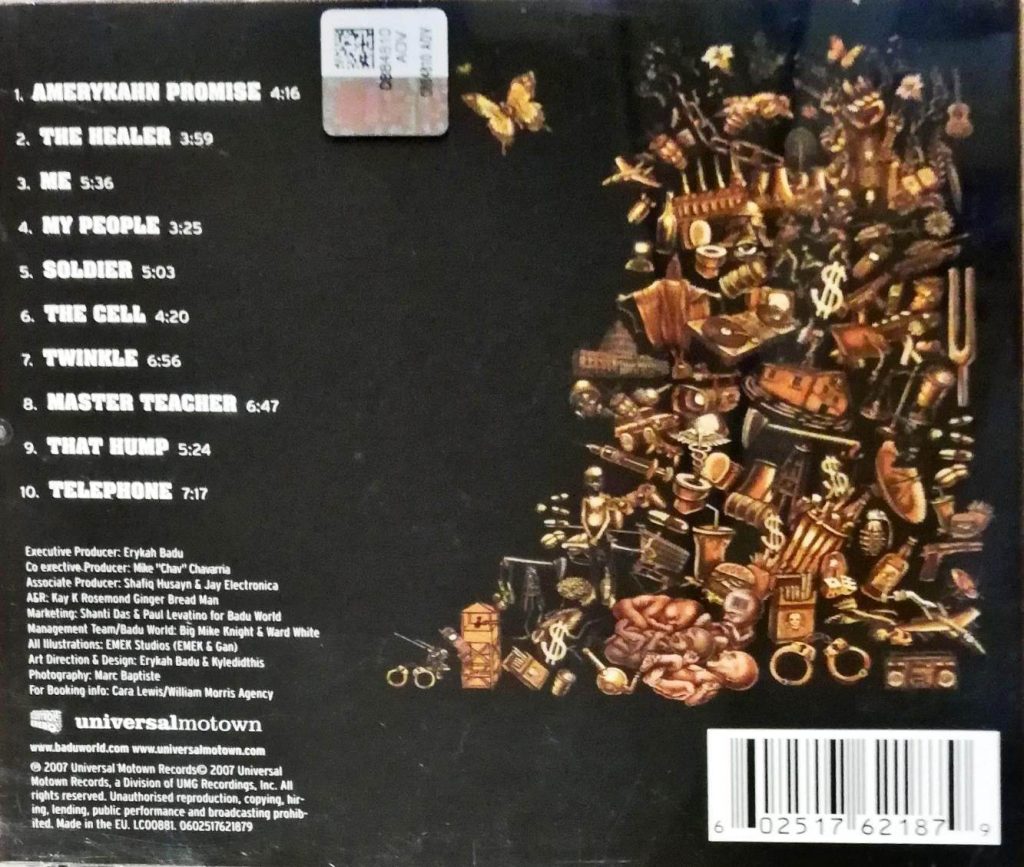 1. AMERYKAHN PROMISE 4:16
2. THE HEALER 3:59
3. ME 5:36
4. MY PEOPLE 3:25
5. SOLDIER 5:03
6. THE CELL 4:20
7. TWINKLE 6:56
8. MASTER TEACHER 6:47
9. THAT HUMP 5:24
10. TELEPHONE 7:17
0884810
AOV
0884810 AOV
Executive Producer: Erykah Badu
Co exective Producer: Mike "Chav" Chavarria
Associate Producer: Shafiq Husayn & Jay Electronica
A&R: Kay K Rosemond Ginger Bread Man
Marketing: Shanti Das & Paul Levatino for Badu World
Management Team/Badu World: Big Mike Knight & Ward White
All Illustrations: EMEK Studios (EMEK & Gan)
Art Direction & Design: Erykah Badu & Kyledidthis
Photography: Marc Baptiste
For Booking info: Cara Lewis/William Morris Agency
universalmotown
www.baduworld.com www.universalmotown.com
℗ 2007 Universal Motown Records© 2007 Universal
Motown Records, a Division of UMG Recordings, Inc. All
rights reserved. Unauthorised reproduction, copying, hir-
ing, lending, public performance and broadcasting prohib-
ited. Made in the EU. LC00881. 0602517621879
6 02517 62187 9